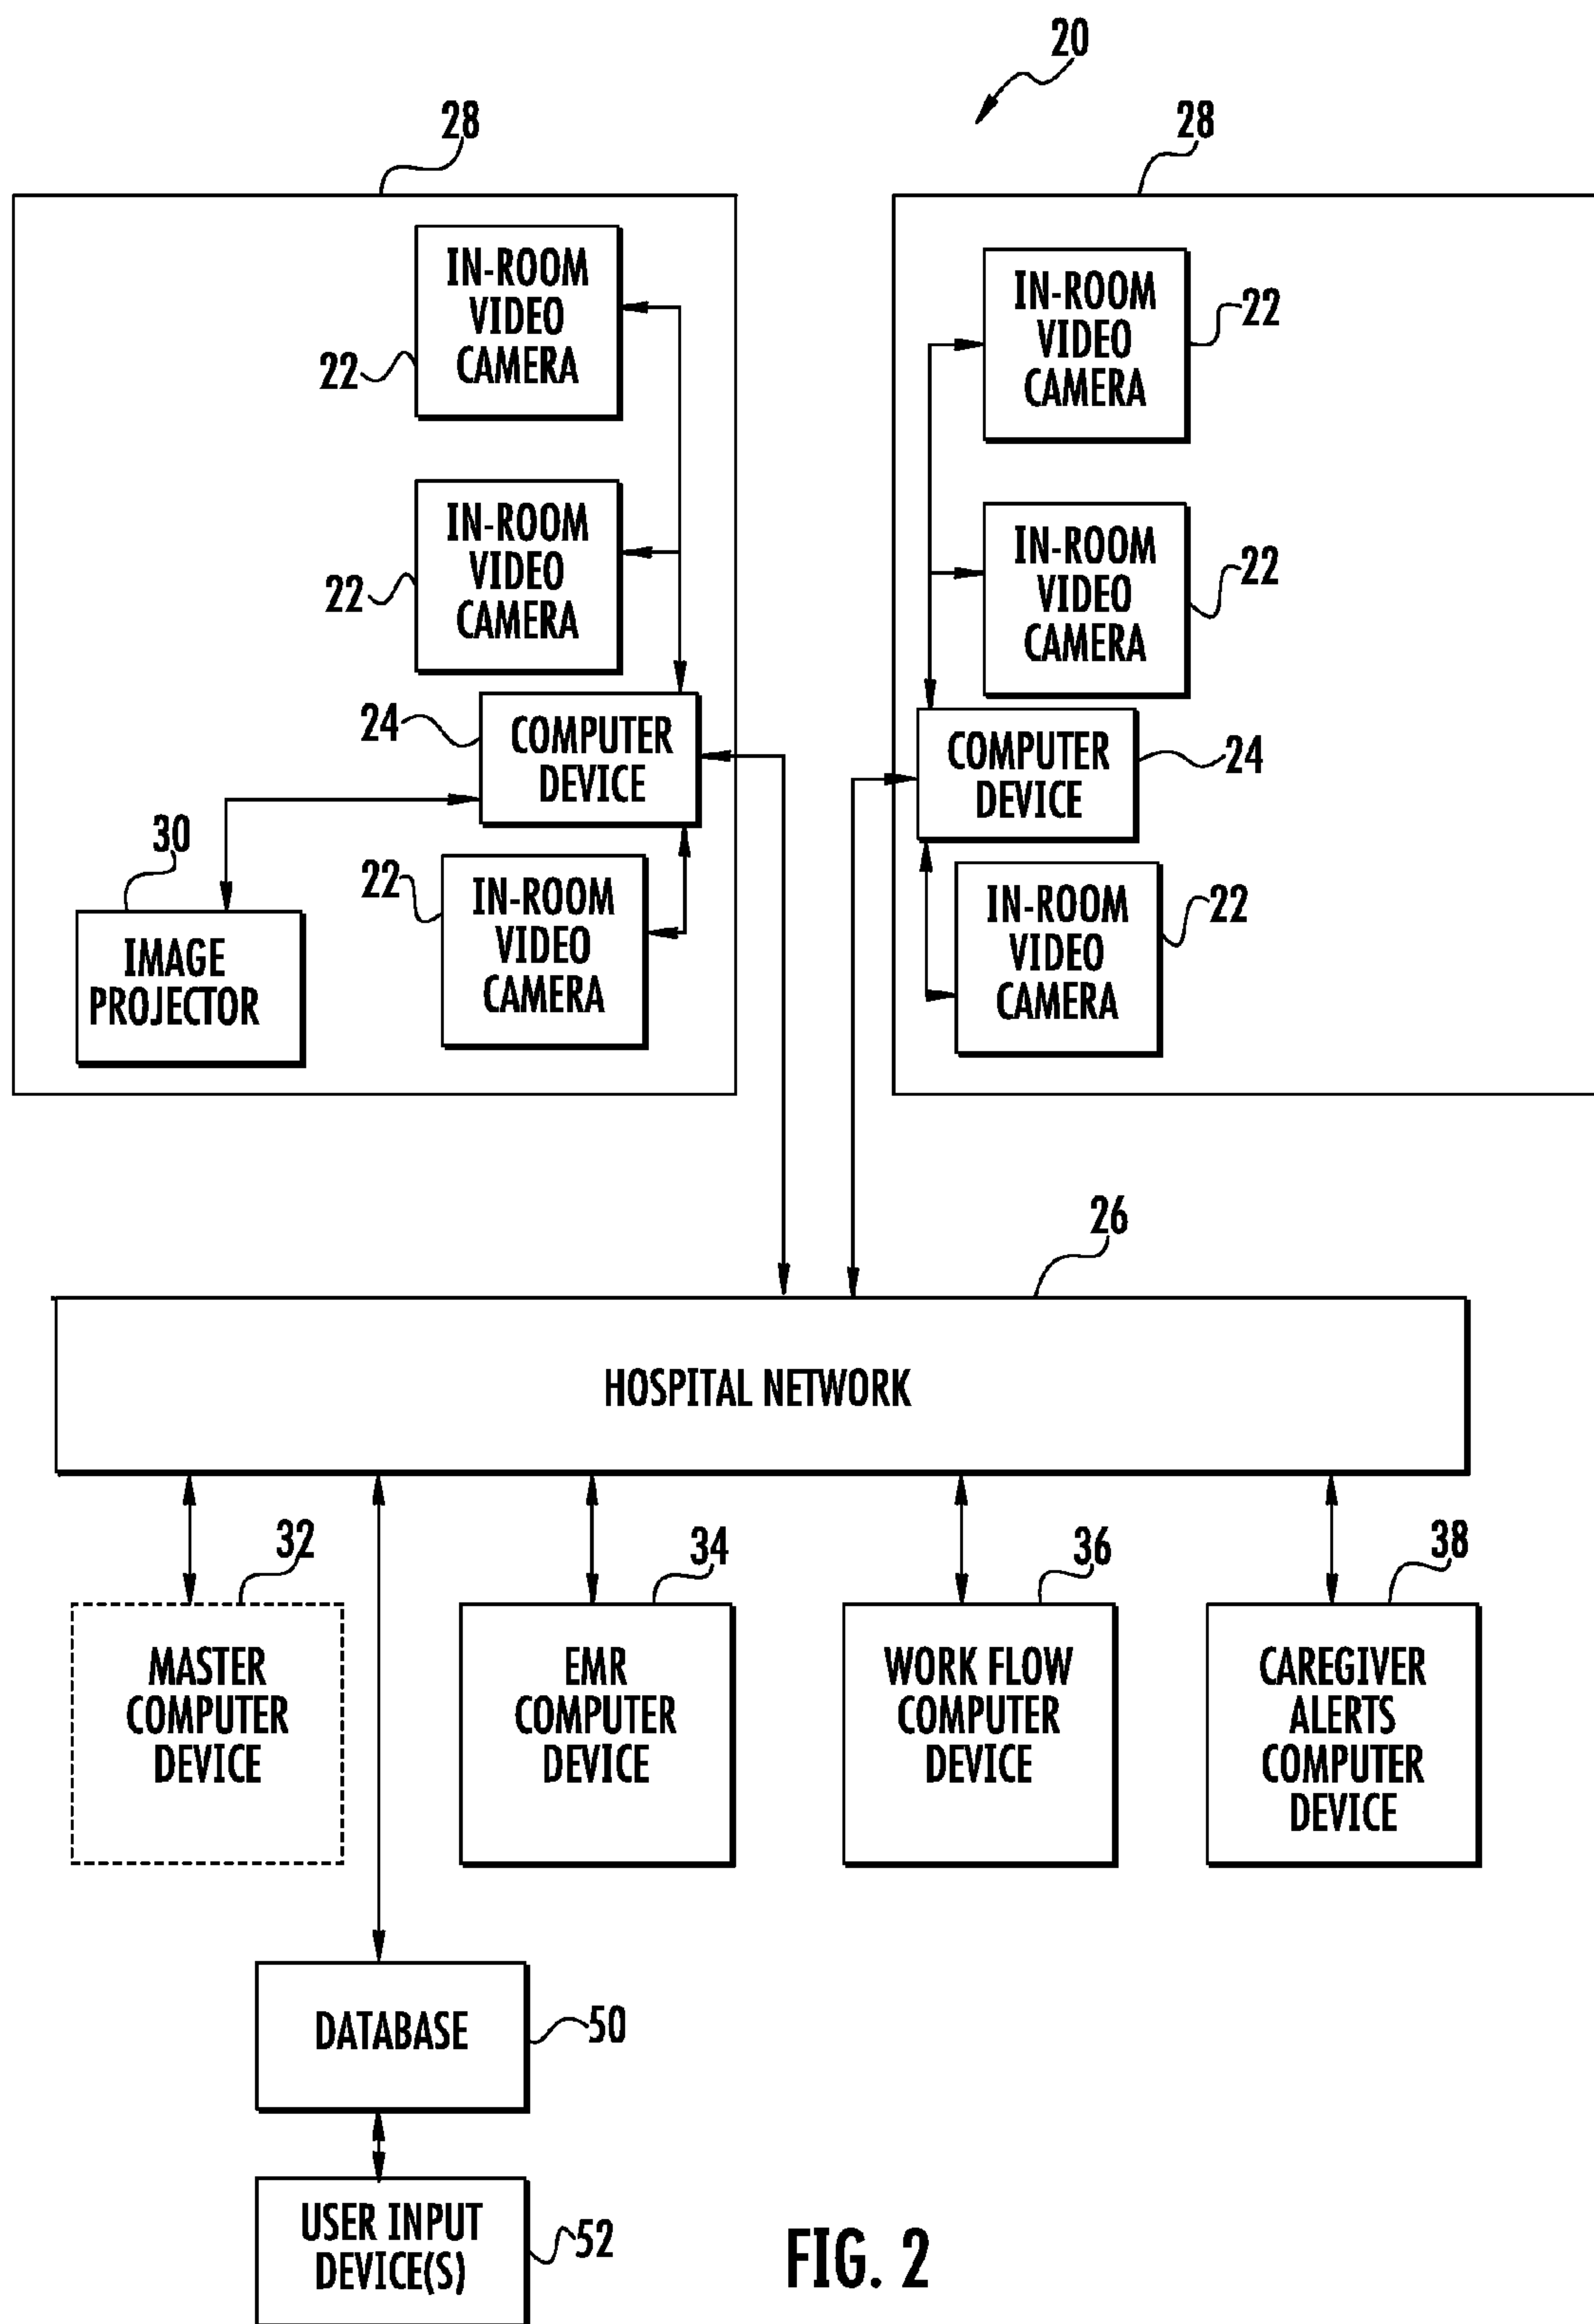 20
28
28
IN-ROOM
VIDEO
CAMERA
22
IN-ROOM
VIDEO
CAMERA
22
IN-ROOM
VIDEO
CAMERA
22
IN-ROOM
VIDEO
CAMERA
22
24
COMPUTER
DEVICE
COMPUTER
DEVICE
24
30
IMAGE
PROJECTOR
22
IN-ROOM
VIDEO
CAMERA
IN-ROOM
VIDEO
CAMERA
22
26
HOSPITAL NETWORK
32
34
36
38
MASTER
COMPUTER
DEVICE
EMR
COMPUTER
DEVICE
WORK FLOW
COMPUTER
DEVICE
CAREGIVER
ALERTS
COMPUTER
DEVICE
DATABASE
50
USER INPUT
DEVICE(S)
52
FIG. 2